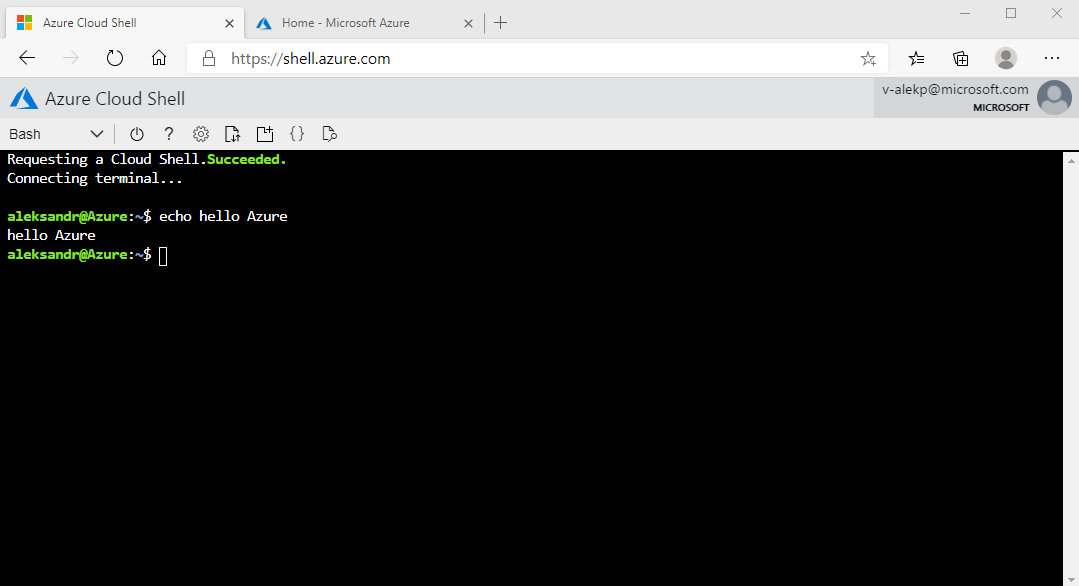 Azure Cloud Shell
Home - Microsoft Azure
https://shell.azure.com
Azure Cloud Shell
v-alekp@microsoft.com
MICROSOFT
Bash
Requesting a Cloud Shell.Succeeded.
Connecting terminal...
aleksandr@Azure:~$ echo hello Azure
hello Azure
aleksandr@Azure:~$